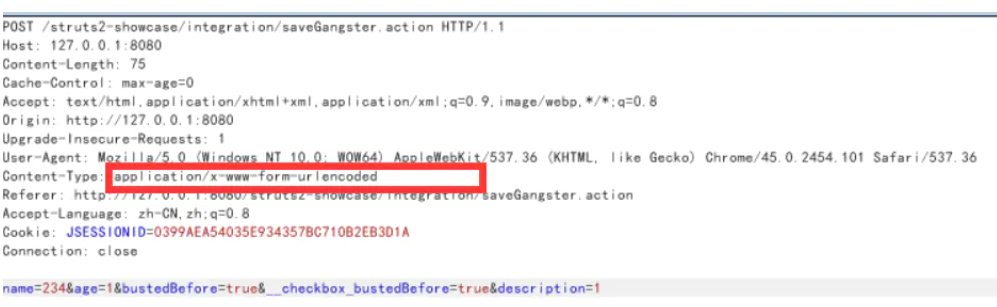 POST /struts2-showcase/integration/saveGangster.action HTTP/1.1
Host: 127.0.0.1:8080
Content-Length: 75
Cache-Control: max-age=0
Accept: text/html,application/xhtml+xml,application/xml;q=0.9,image/webp,*/*;q=0.8
Origin: http://127.0.0.1:8080
Upgrade-Insecure-Requests: 1
User-Agent: Mozilla/5.0 (Windows NT 10.0; WOW64) AppleWebKit/537.36 (KHTML, like Gecko) Chrome/45.0.2454.101 Safari/537.36
Content-Type: application/x-www-form-urlencoded
Referer: http://127.0.0.1:8080/struts2-showcase/integration/saveGangster.action
Accept-Language: zh-CN,zh;q=0.8
Cookie: JSESSIONID=0399AEA54035E934357BC710B2EB3D1A
Connection: close
name=234&age=1&bustedBefore=true&__checkbox_bustedBefore=true&description=1